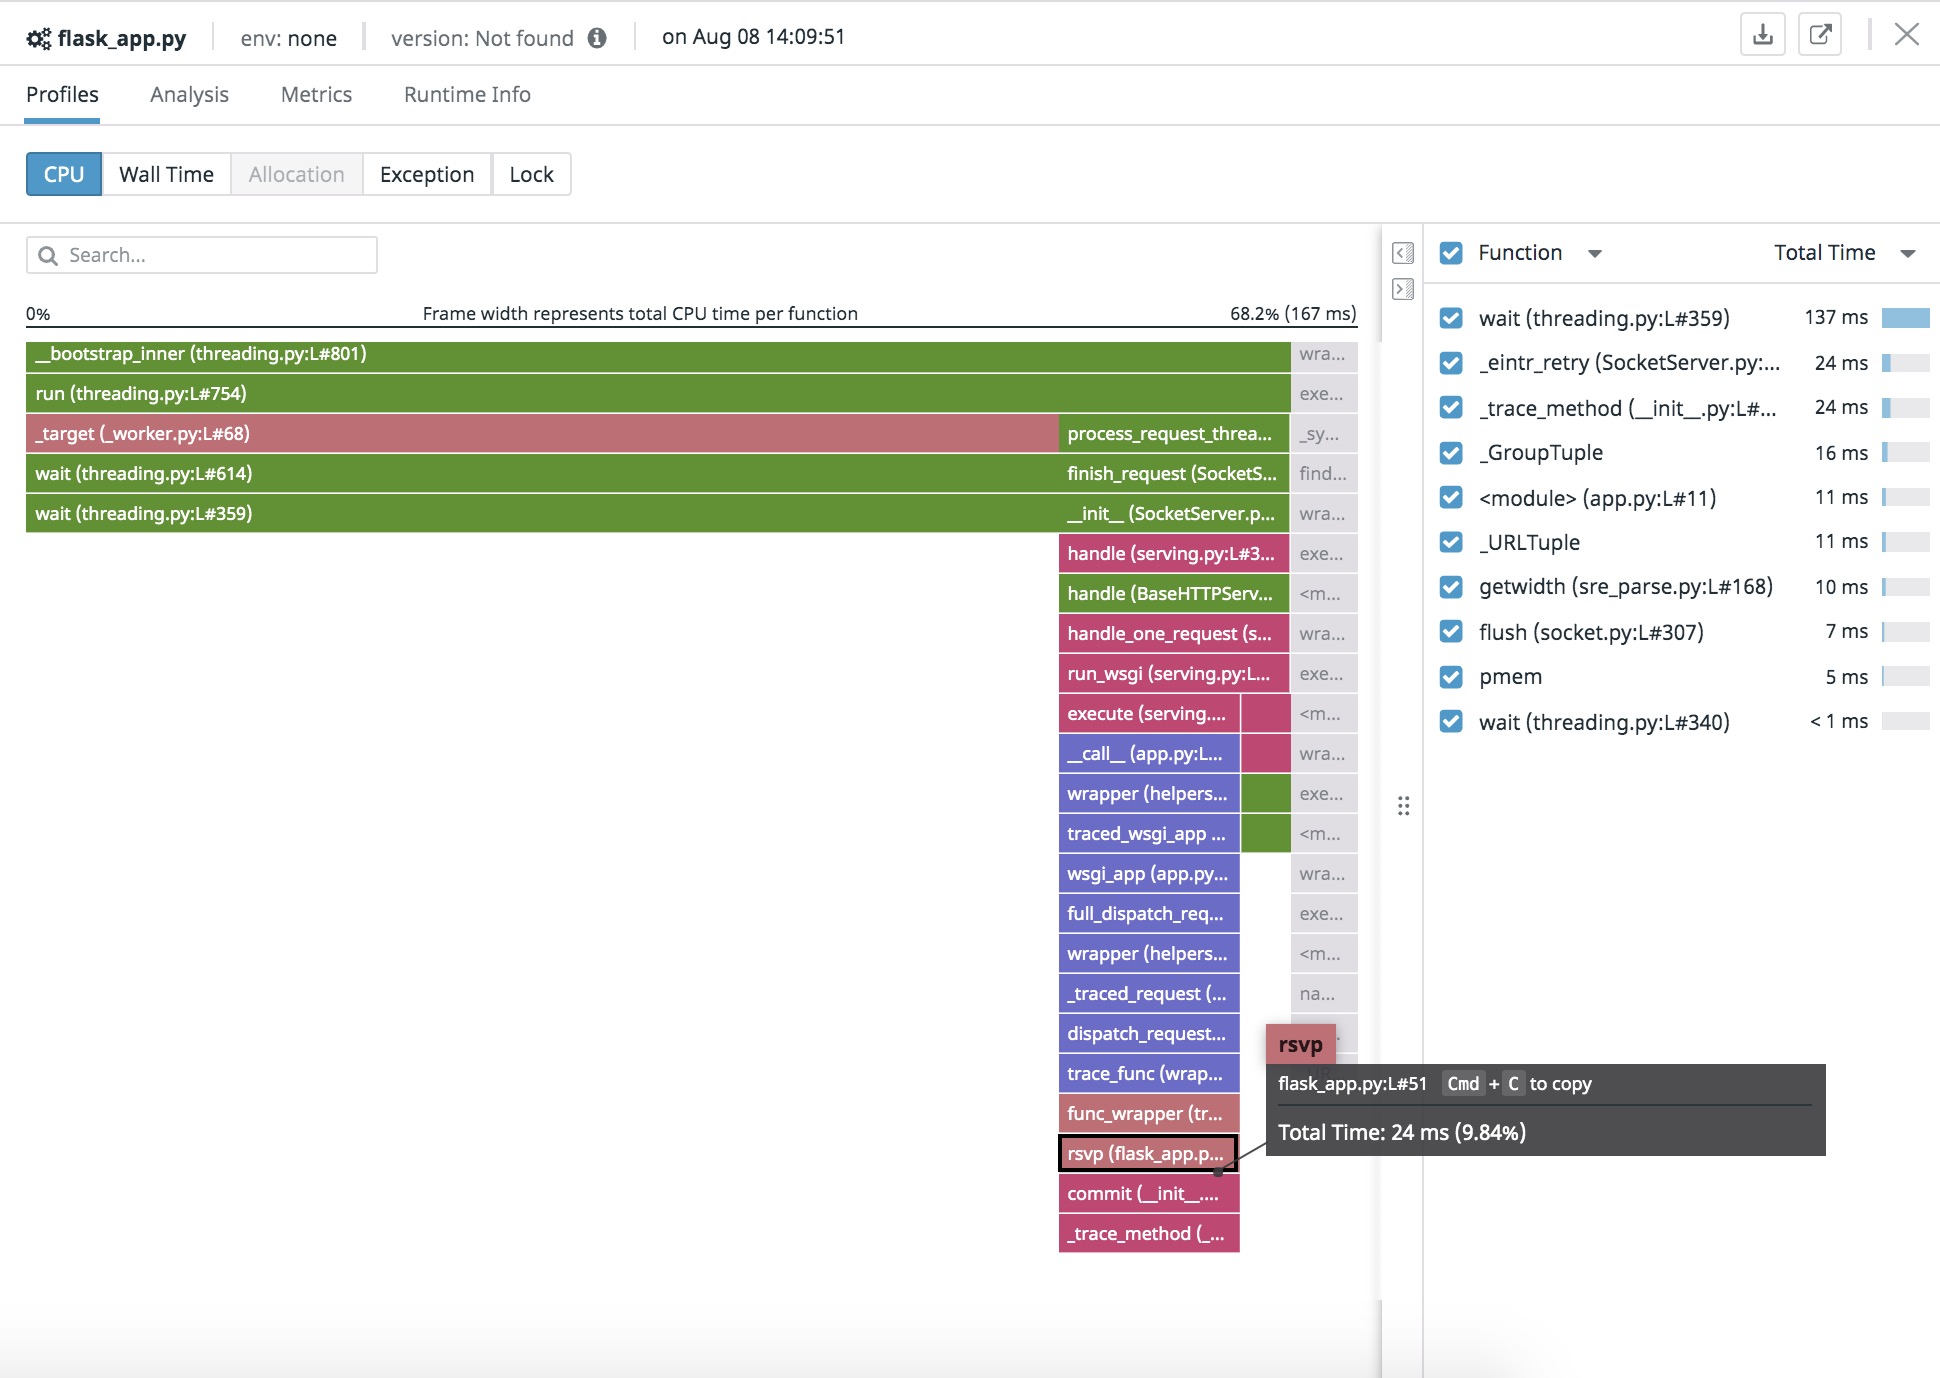 flask_app.py env: none version: Not found on Aug 08 14:09:51
Profiles Analysis Metrics Runtime Info
CPU Wall Time Allocation Exception Lock
Search...
0% Frame width represents total CPU time per function 68.2% (167 ms)
__bootstrap_inner (threading.py:L#801) wra...
run (threading.py:L#754) exe...
_target (_worker.py:L#68) process_request_threa... _sy...
wait (threading.py:L#614) finish_request (SocketS... find...
wait (threading.py:L#359) __init__ (SocketServer.p... wra...
handle (serving.py:L#3... exe...
handle (BaseHTTPServ... <m...
handle_one_request (s... wra...
run_wsgi (serving.py:L... exe...
execute (serving.... <m...
__call__ (app.py:L... wra...
wrapper (helpers... exe...
traced_wsgi_app ... <m...
wsgi_app (app.py... wra...
full_dispatch_req... exe...
wrapper (helpers... <m...
_traced_request (... na...
dispatch_request...
trace_func (wrap...
func_wrapper (tr...
rsvp (flask_app.p...
commit (__init__....
_trace_method (_...
rsvp
flask_app.py:L#51 Cmd + C to copy
Total Time: 24 ms (9.84%)
Function Total Time
wait (threading.py:L#359) 137 ms
_eintr_retry (SocketServer.py:... 24 ms
_trace_method (__init__.py:L#... 24 ms
_GroupTuple 16 ms
<module> (app.py:L#11) 11 ms
_URLTuple 11 ms
getwidth (sre_parse.py:L#168) 10 ms
flush (socket.py:L#307) 7 ms
pmem 5 ms
wait (threading.py:L#340) < 1 ms